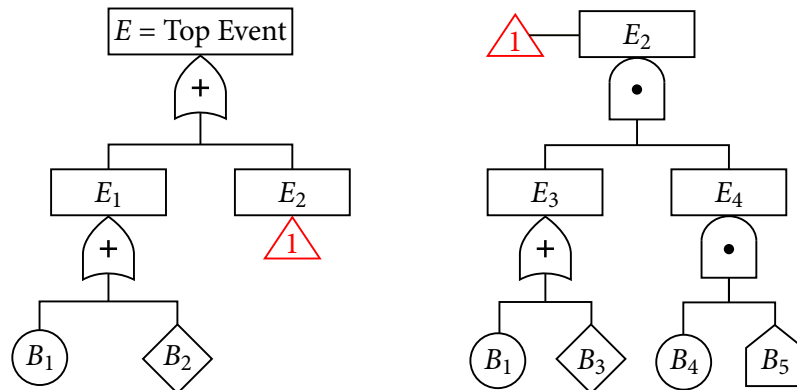 E = Top Event
+
E₁
E₂
+
1
B₁
B₂
1
E₂
•
E₃
E₄
+
•
B₁
B₃
B₄
B₅